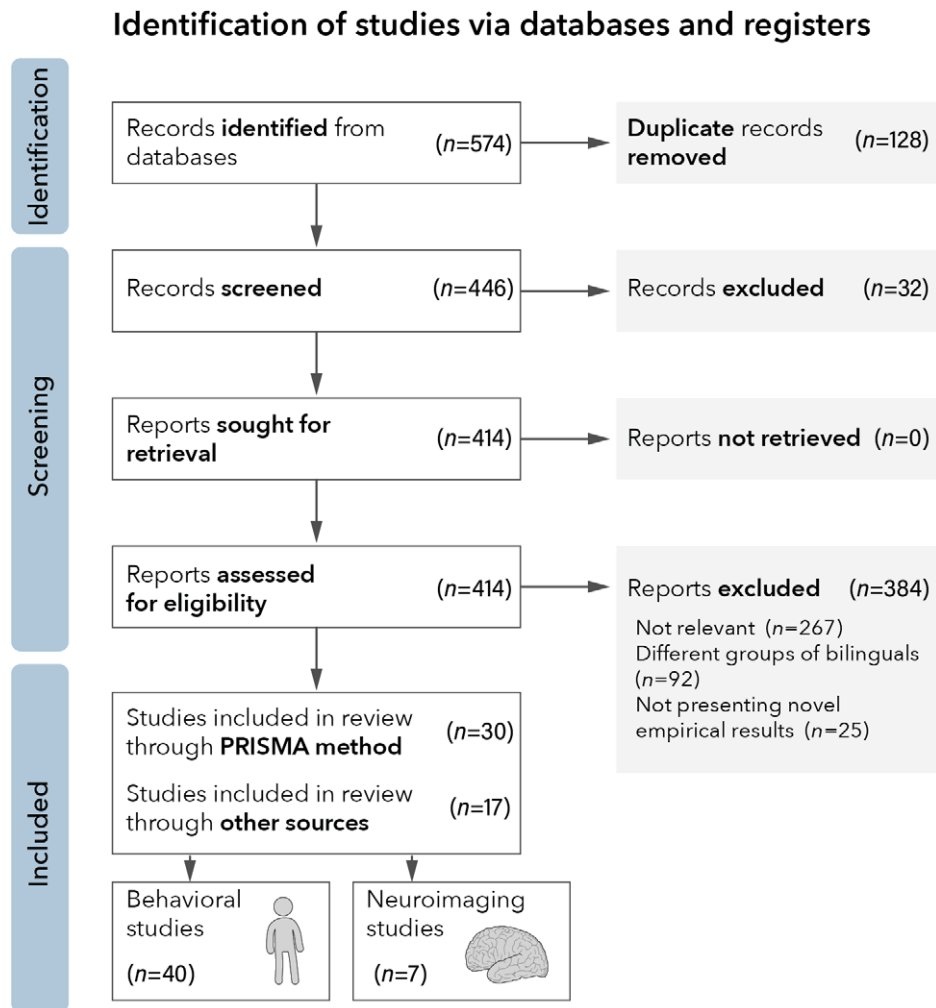 Identification of studies via databases and registers
Identification
Records identified from
databases
(n=574)
Duplicate records
removed
(n=128)
Screening
Records screened
(n=446)
Records excluded
(n=32)
Reports sought for
retrieval
(n=414)
Reports not retrieved (n=0)
Reports assessed
for eligibility
(n=414)
Reports excluded
(n=384)
Not relevant (n=267)
Different groups of bilinguals
(n=92)
Not presenting novel
empirical results (n=25)
Included
Studies included in review
through PRISMA method
(n=30)
Studies included in review
through other sources
(n=17)
Behavioral
studies
(n=40)
Neuroimaging
studies
(n=7)